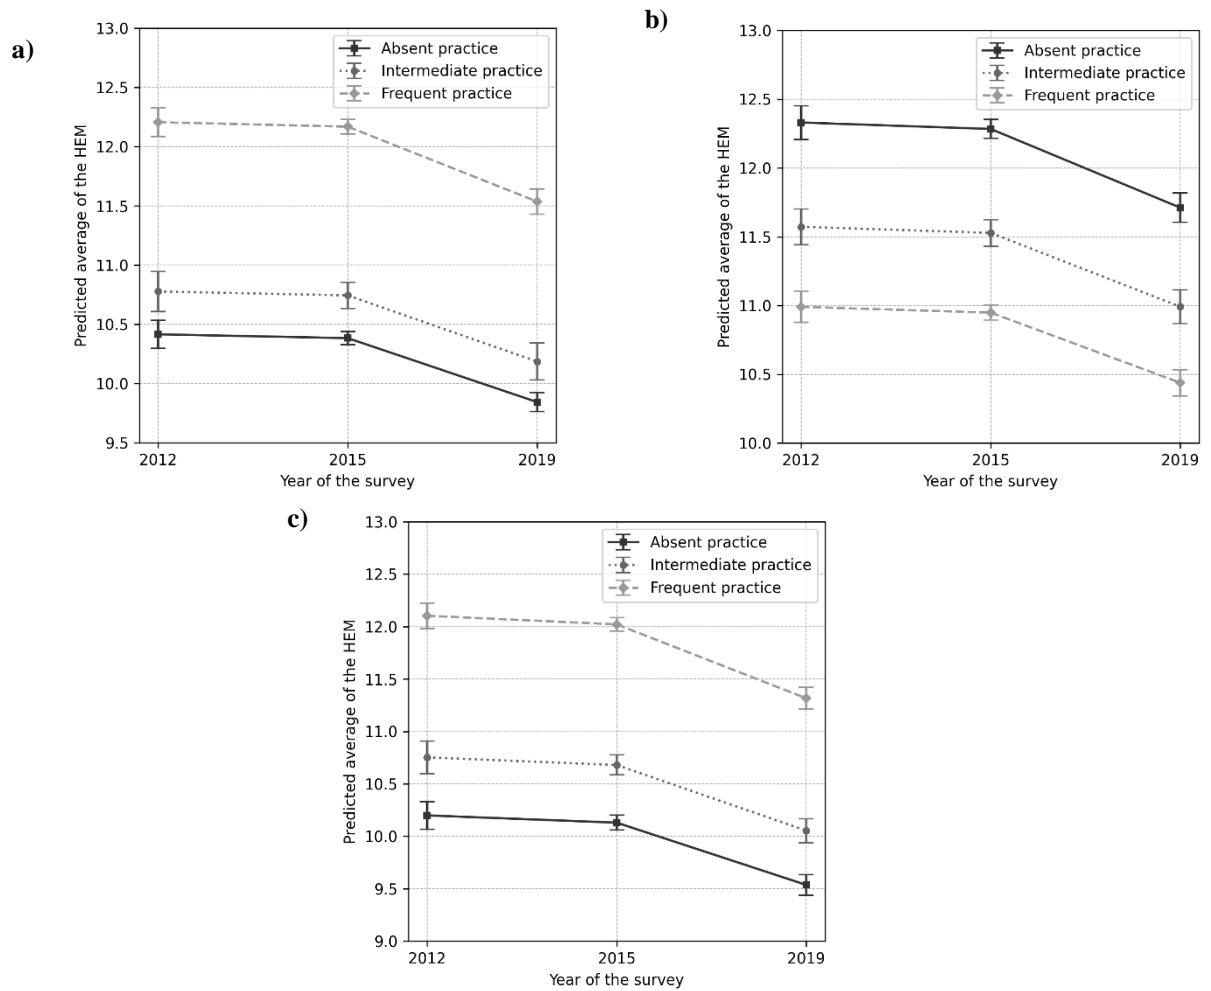 a)
13.0
12.5
12.0
11.5
11.0
10.5
10.0
9.5
Predicted average of the HEM
Absent practice
Intermediate practice
Frequent practice
2012 2015 2019
Year of the survey
b)
13.0
12.5
12.0
11.5
11.0
10.5
10.0
Predicted average of the HEM
Absent practice
Intermediate practice
Frequent practice
2012 2015 2019
Year of the survey
c)
13.0
12.5
12.0
11.5
11.0
10.5
10.0
9.5
9.0
Predicted average of the HEM
Absent practice
Intermediate practice
Frequent practice
2012 2015 2019
Year of the survey